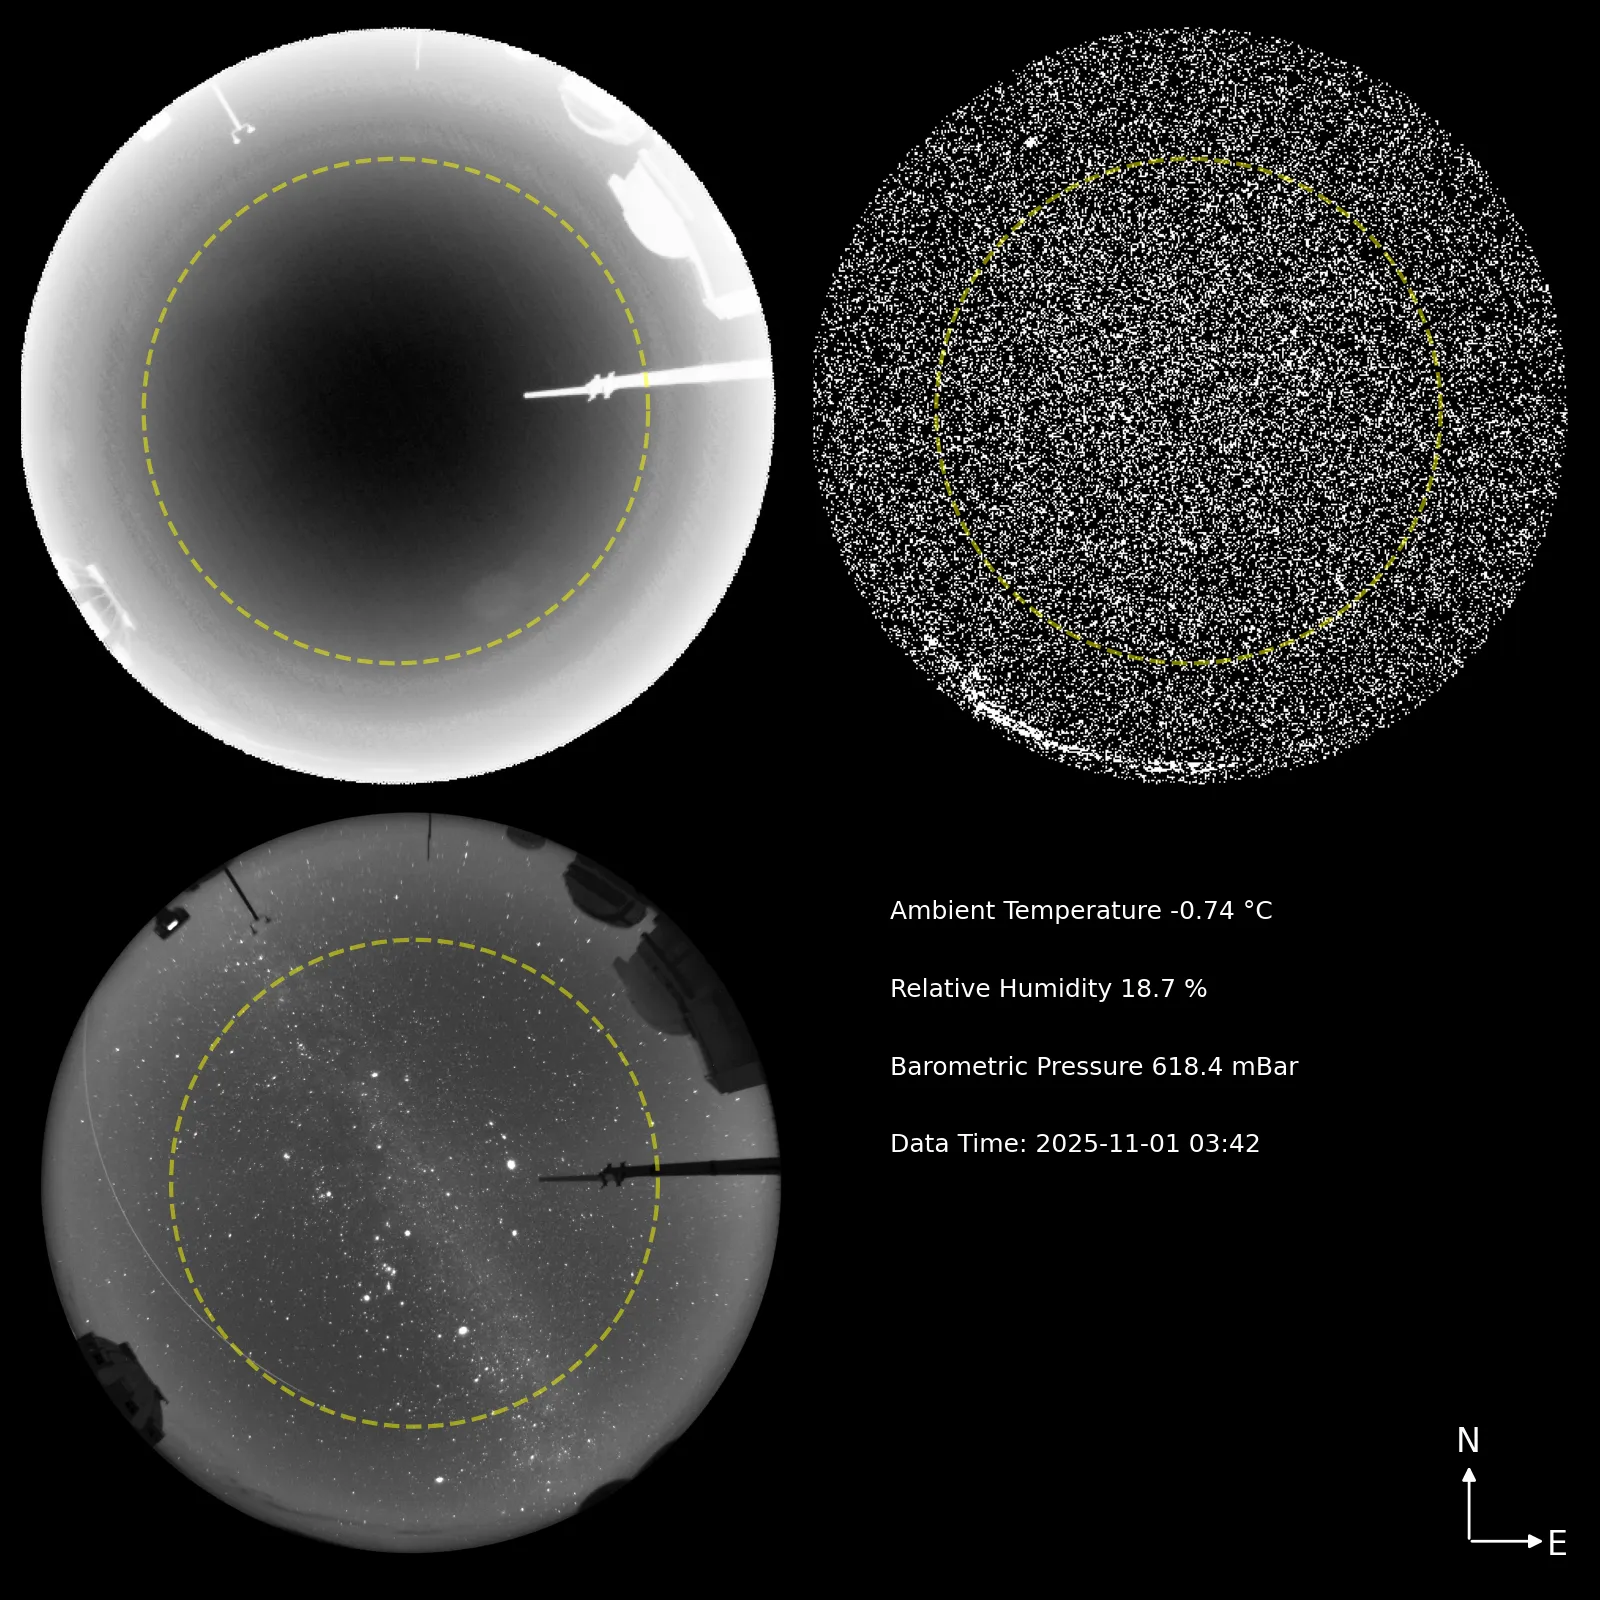 Ambient Temperature -0.74 °C
Relative Humidity 18.7 %
Barometric Pressure 618.4 mBar
Data Time: 2025-11-01 03:42
N
E